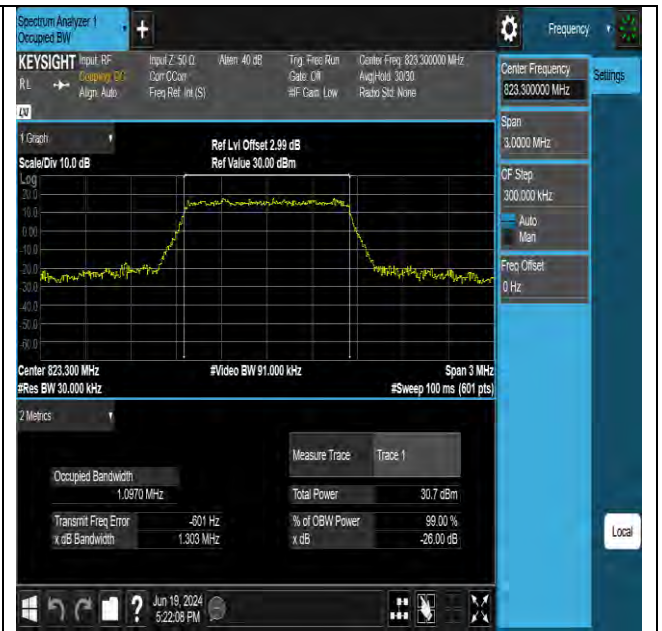 Spectrum Analyzer 1
Occupied BW
Frequency
KEYSIGHT
Input: RF
Coupling: DC
Align: Auto
Input Z: 50 Ω
Corr CCorr
Freq Ref: Int (S)
Atten: 40 dB
Trig: Free Run
Gate: Off
#IF Gain: Low
Center Freq: 823.300000 MHz
Avg|Hold: 30/30
Radio Std: None
RL
LXI
Center Frequency
823.300000 MHz
Settings
Span
3.0000 MHz
CF Step
300.000 kHz
Auto
Man
Freq Offset
0 Hz
1 Graph
Scale/Div 10.0 dB
Ref Lvl Offset 2.99 dB
Ref Value 30.00 dBm
Log
20.0
10.0
0.00
-10.0
-20.0
-30.0
-40.0
-50.0
-60.0
Center 823.300 MHz
#Res BW 30.000 kHz
#Video BW 91.000 kHz
Span 3 MHz
#Sweep 100 ms (601 pts)
2 Metrics
Measure Trace
Trace 1
Occupied Bandwidth
1.0970 MHz
Total Power
30.7 dBm
Transmit Freq Error
-601 Hz
% of OBW Power
99.00 %
x dB Bandwidth
1.303 MHz
x dB
-26.00 dB
Local
?
Jun 19, 2024
5:22:06 PM